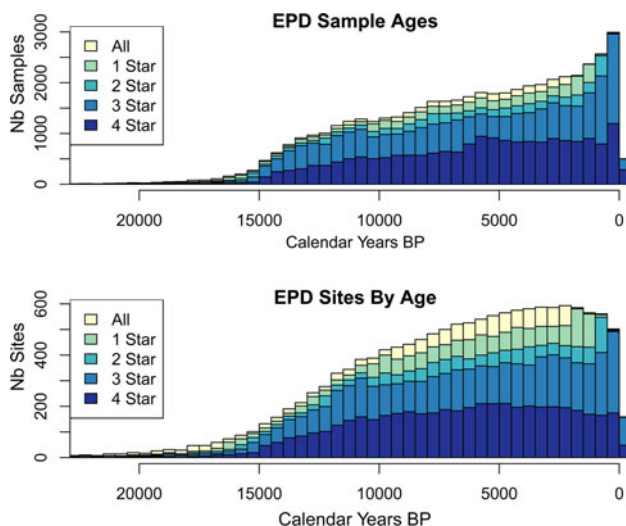 EPD Sample Ages
Nb Samples
3000
2000
1000
0
All
1 Star
2 Star
3 Star
4 Star
20000 15000 10000 5000 0
Calendar Years BP
EPD Sites By Age
Nb Sites
600
400
200
0
All
1 Star
2 Star
3 Star
4 Star
20000 15000 10000 5000 0
Calendar Years BP